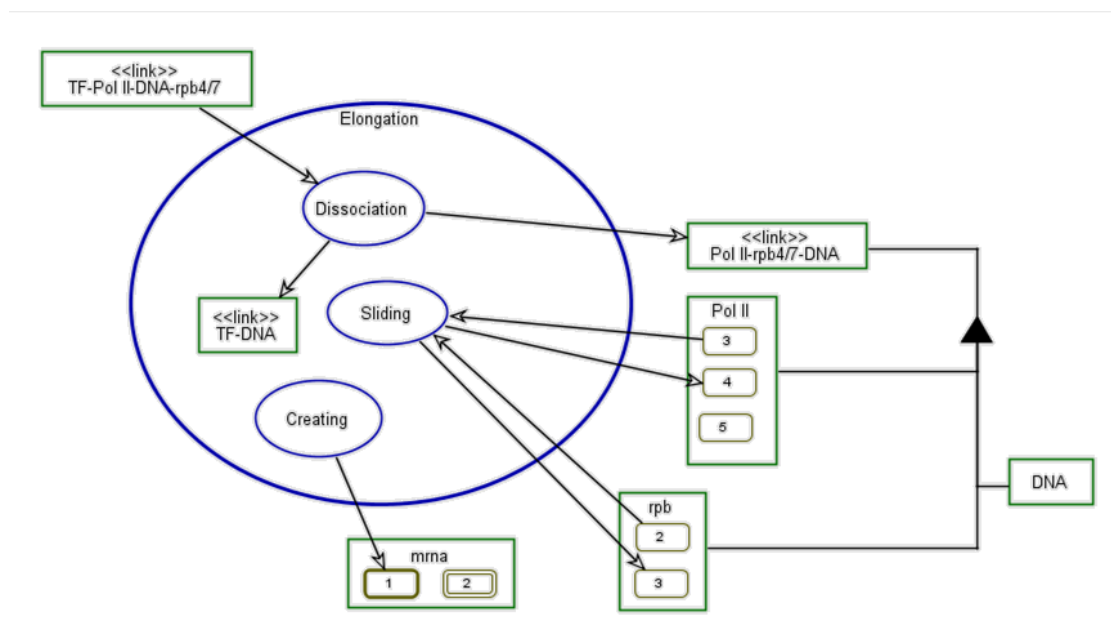 <<link>>
TF-Pol II-DNA-rpb4/7
Elongation
Dissociation
<<link>>
Pol II-rpb4/7-DNA
<<link>>
TF-DNA
Sliding
Pol II
3
4
5
Creating
DNA
rpb
2
3
mrna
1
2